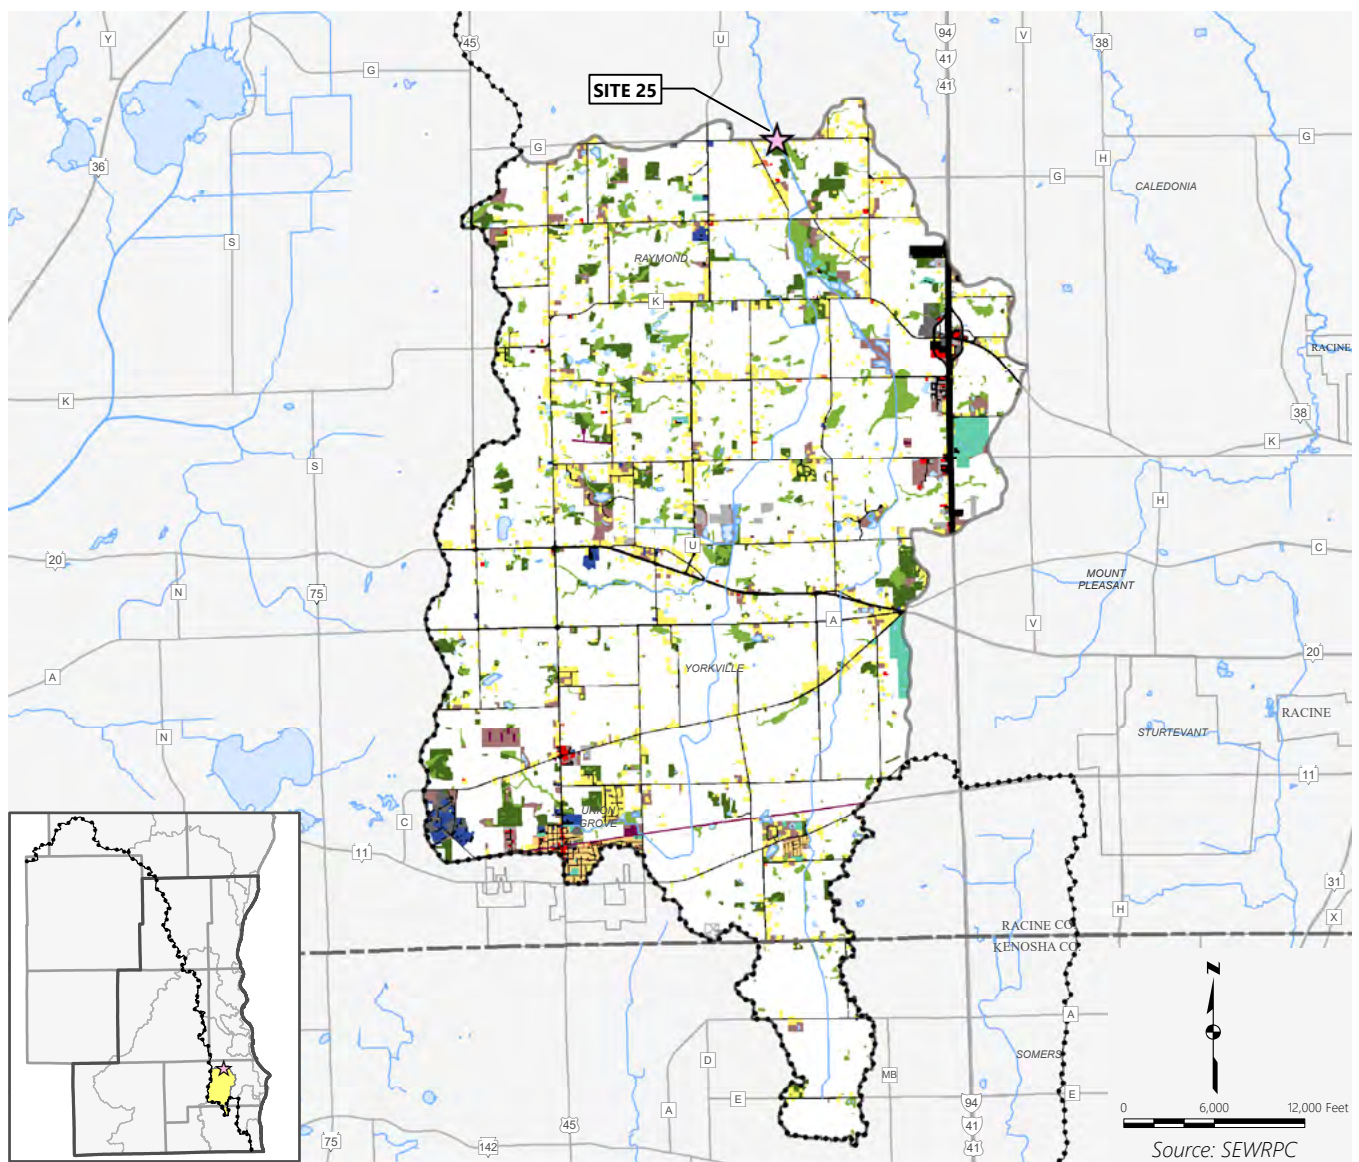 45
U
94
41
41
V
38
Y
G
SITE 25
G
G
H
36
G
CALEDONIA
S
RAYMOND
K
RACINE
K
38
K
S
H
U
20
C
N
75
MOUNT
PLEASANT
A
V
20
A
YORKVILLE
N
RACINE
STURTEVANT
11
C
UNION
GROVE
11
31
H
X
RACINE CO
KENOSHA CO
A
D
MB
SOMERS
E
E
94
A
45
41
41
75
142
N
0
6,000
12,000 Feet
Source: SEWRPC